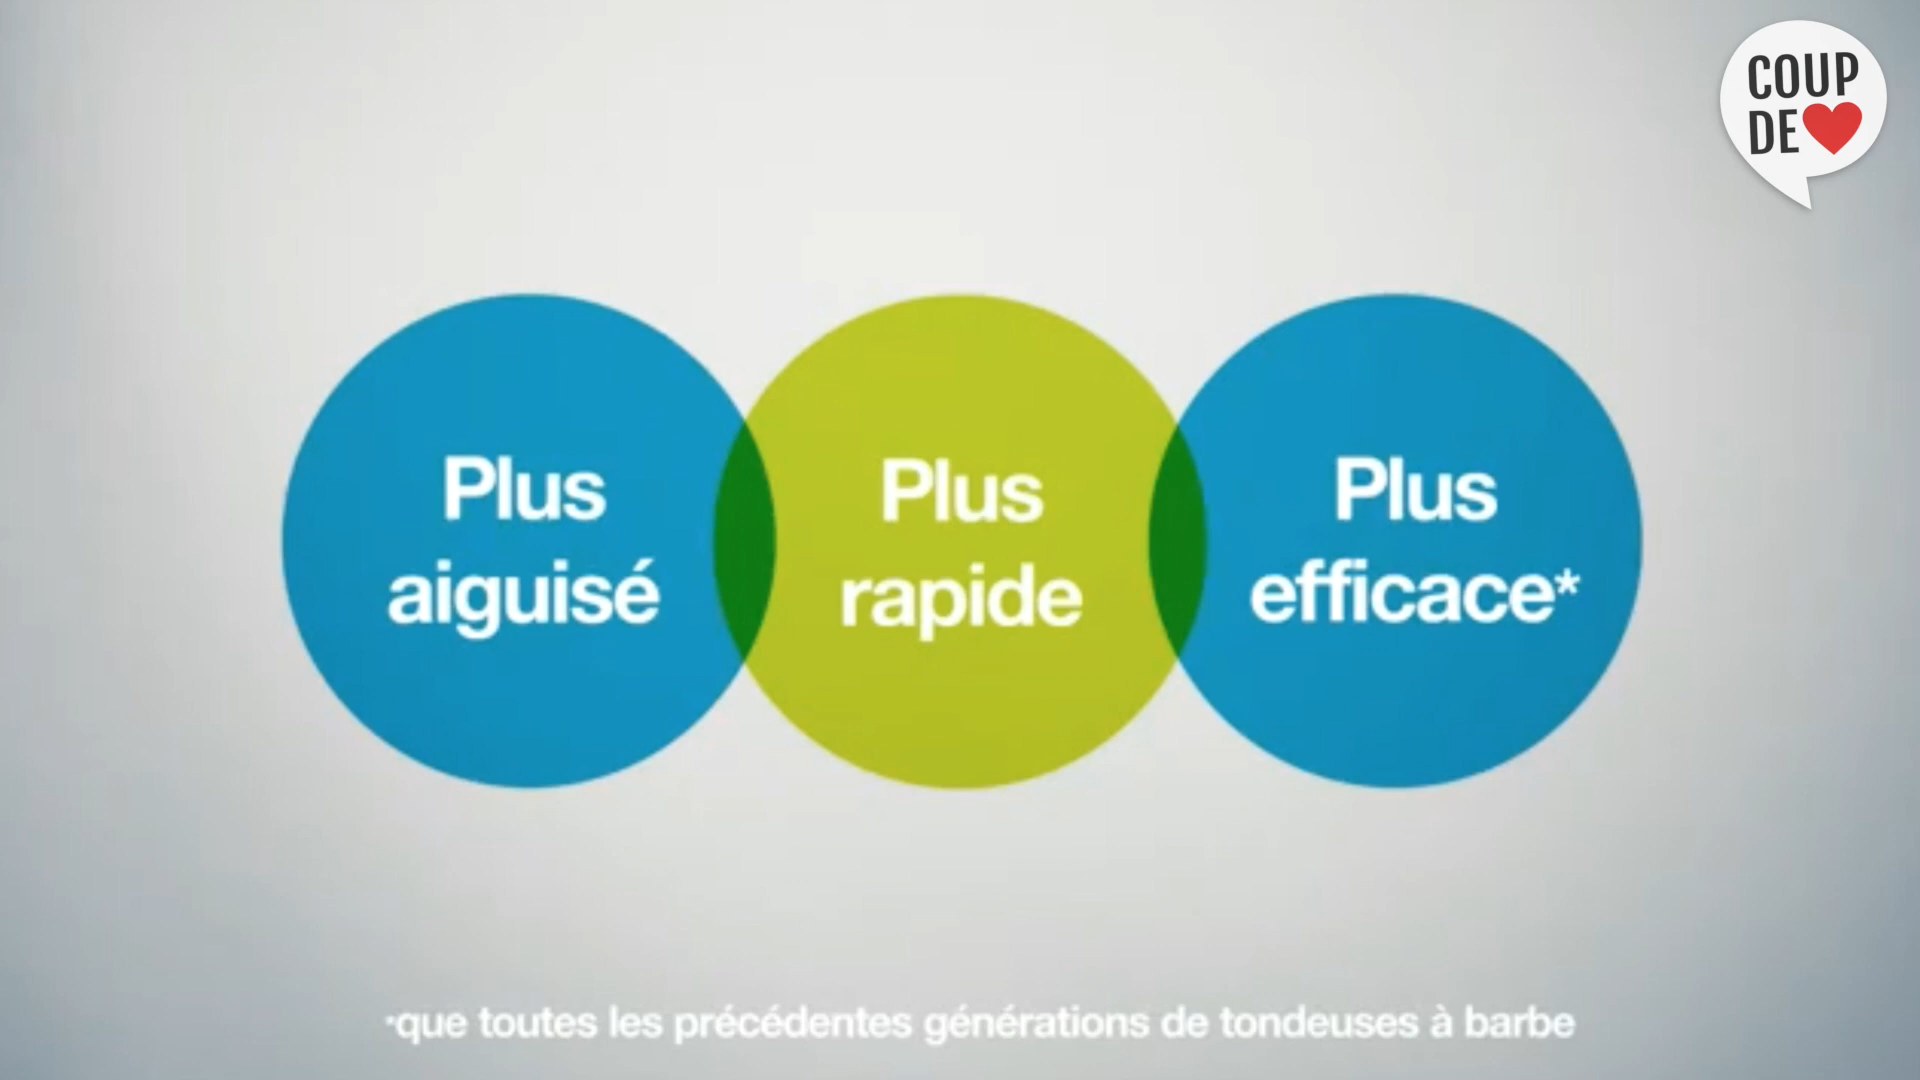 COUP
DE
Plus
aiguisé
Plus
rapide
Plus
efficace*
*que toutes les précédentes générations de tondeuses à barbe